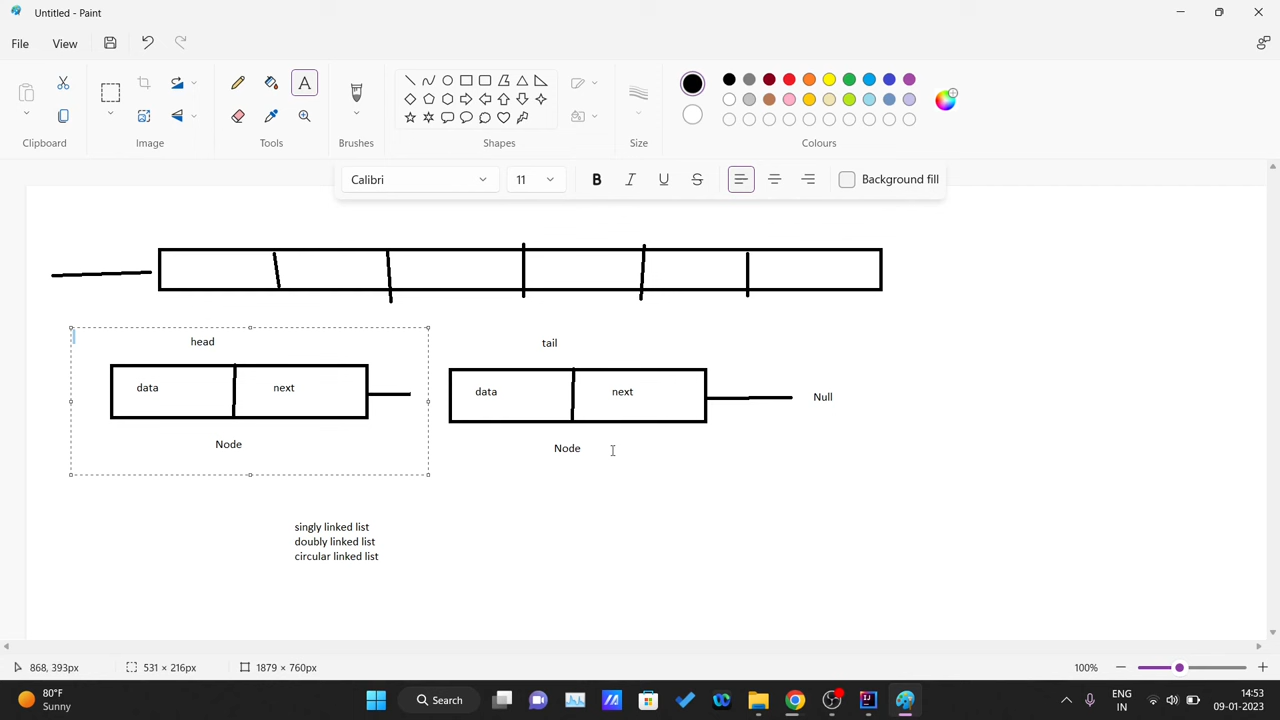 Untitled - Paint
File View
Clipboard Image Tools Brushes Shapes Size Colours
Calibri 11 B I U S Background fill
head tail
data next data next Null
Node Node
singly linked list
doubly linked list
circular linked list
868, 393px 531 × 216px 1879 × 760px 100%
80°F
Sunny
Search
ENG
IN
14:53
09-01-2023